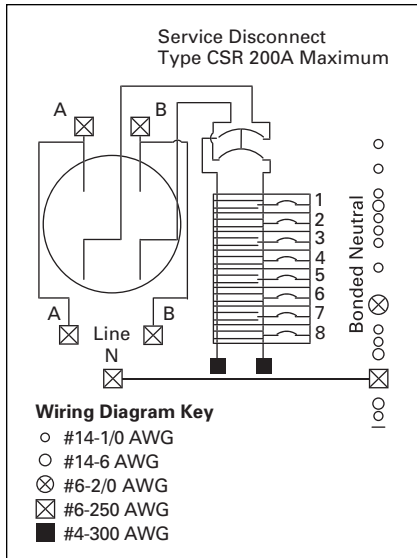 Service Disconnect
Type CSR 200A Maximum
A
B
1
2
3
4
5
6
7
8
Bonded Neutral
A
B
Line
N
Wiring Diagram Key
#14-1/0 AWG
#14-6 AWG
#6-2/0 AWG
#6-250 AWG
#4-300 AWG